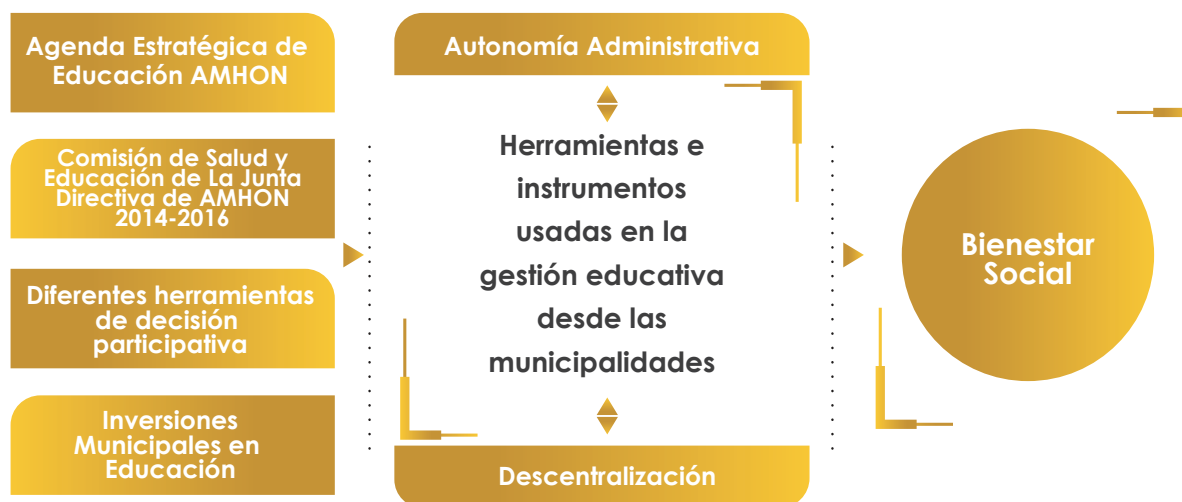 Agenda Estratégica de
Educación AMHON
Comisión de Salud y
Educación de La Junta
Directiva de AMHON
2014-2016
Diferentes herramientas
de decisión
participativa
Inversiones
Municipales en
Educación
Autonomía Administrativa
Herramientas e
instrumentos
usadas en la
gestión educativa
desde las
municipalidades
Descentralización
Bienestar
Social